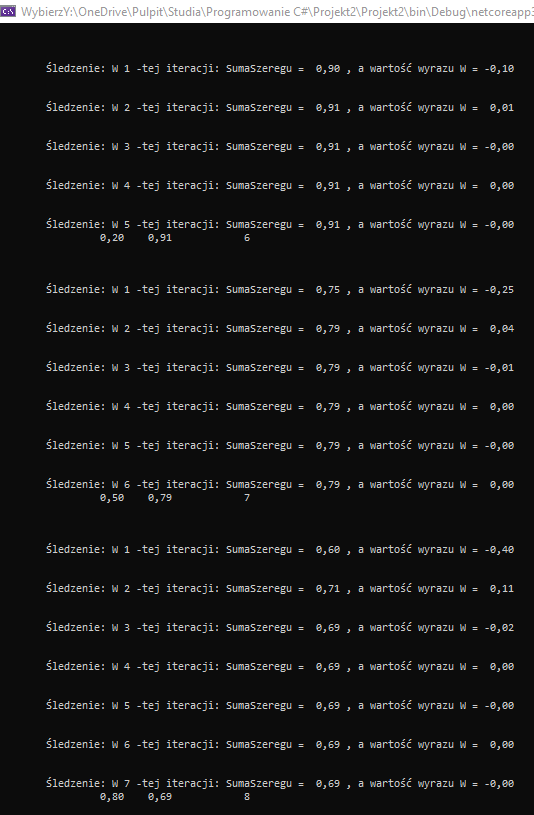 WybierzY:\OneDrive\Pulpit\Studia\Programowanie C#\Projekt2\Projekt2\bin\Debug\netcoreapp3
Śledzenie: W 1 -tej iteracji: SumaSzeregu = 0,90 , a wartość wyrazu W = -0,10
Śledzenie: W 2 -tej iteracji: SumaSzeregu = 0,91 , a wartość wyrazu W = 0,01
Śledzenie: W 3 -tej iteracji: SumaSzeregu = 0,91 , a wartość wyrazu W = -0,00
Śledzenie: W 4 -tej iteracji: SumaSzeregu = 0,91 , a wartość wyrazu W = 0,00
Śledzenie: W 5 -tej iteracji: SumaSzeregu = 0,91 , a wartość wyrazu W = -0,00
0,20 0,91 6
Śledzenie: W 1 -tej iteracji: SumaSzeregu = 0,75 , a wartość wyrazu W = -0,25
Śledzenie: W 2 -tej iteracji: SumaSzeregu = 0,79 , a wartość wyrazu W = 0,04
Śledzenie: W 3 -tej iteracji: SumaSzeregu = 0,79 , a wartość wyrazu W = -0,01
Śledzenie: W 4 -tej iteracji: SumaSzeregu = 0,79 , a wartość wyrazu W = 0,00
Śledzenie: W 5 -tej iteracji: SumaSzeregu = 0,79 , a wartość wyrazu W = -0,00
Śledzenie: W 6 -tej iteracji: SumaSzeregu = 0,79 , a wartość wyrazu W = 0,00
0,50 0,79 7
Śledzenie: W 1 -tej iteracji: SumaSzeregu = 0,60 , a wartość wyrazu W = -0,40
Śledzenie: W 2 -tej iteracji: SumaSzeregu = 0,71 , a wartość wyrazu W = 0,11
Śledzenie: W 3 -tej iteracji: SumaSzeregu = 0,69 , a wartość wyrazu W = -0,02
Śledzenie: W 4 -tej iteracji: SumaSzeregu = 0,69 , a wartość wyrazu W = 0,00
Śledzenie: W 5 -tej iteracji: SumaSzeregu = 0,69 , a wartość wyrazu W = -0,00
Śledzenie: W 6 -tej iteracji: SumaSzeregu = 0,69 , a wartość wyrazu W = 0,00
Śledzenie: W 7 -tej iteracji: SumaSzeregu = 0,69 , a wartość wyrazu W = -0,00
0,80 0,69 8